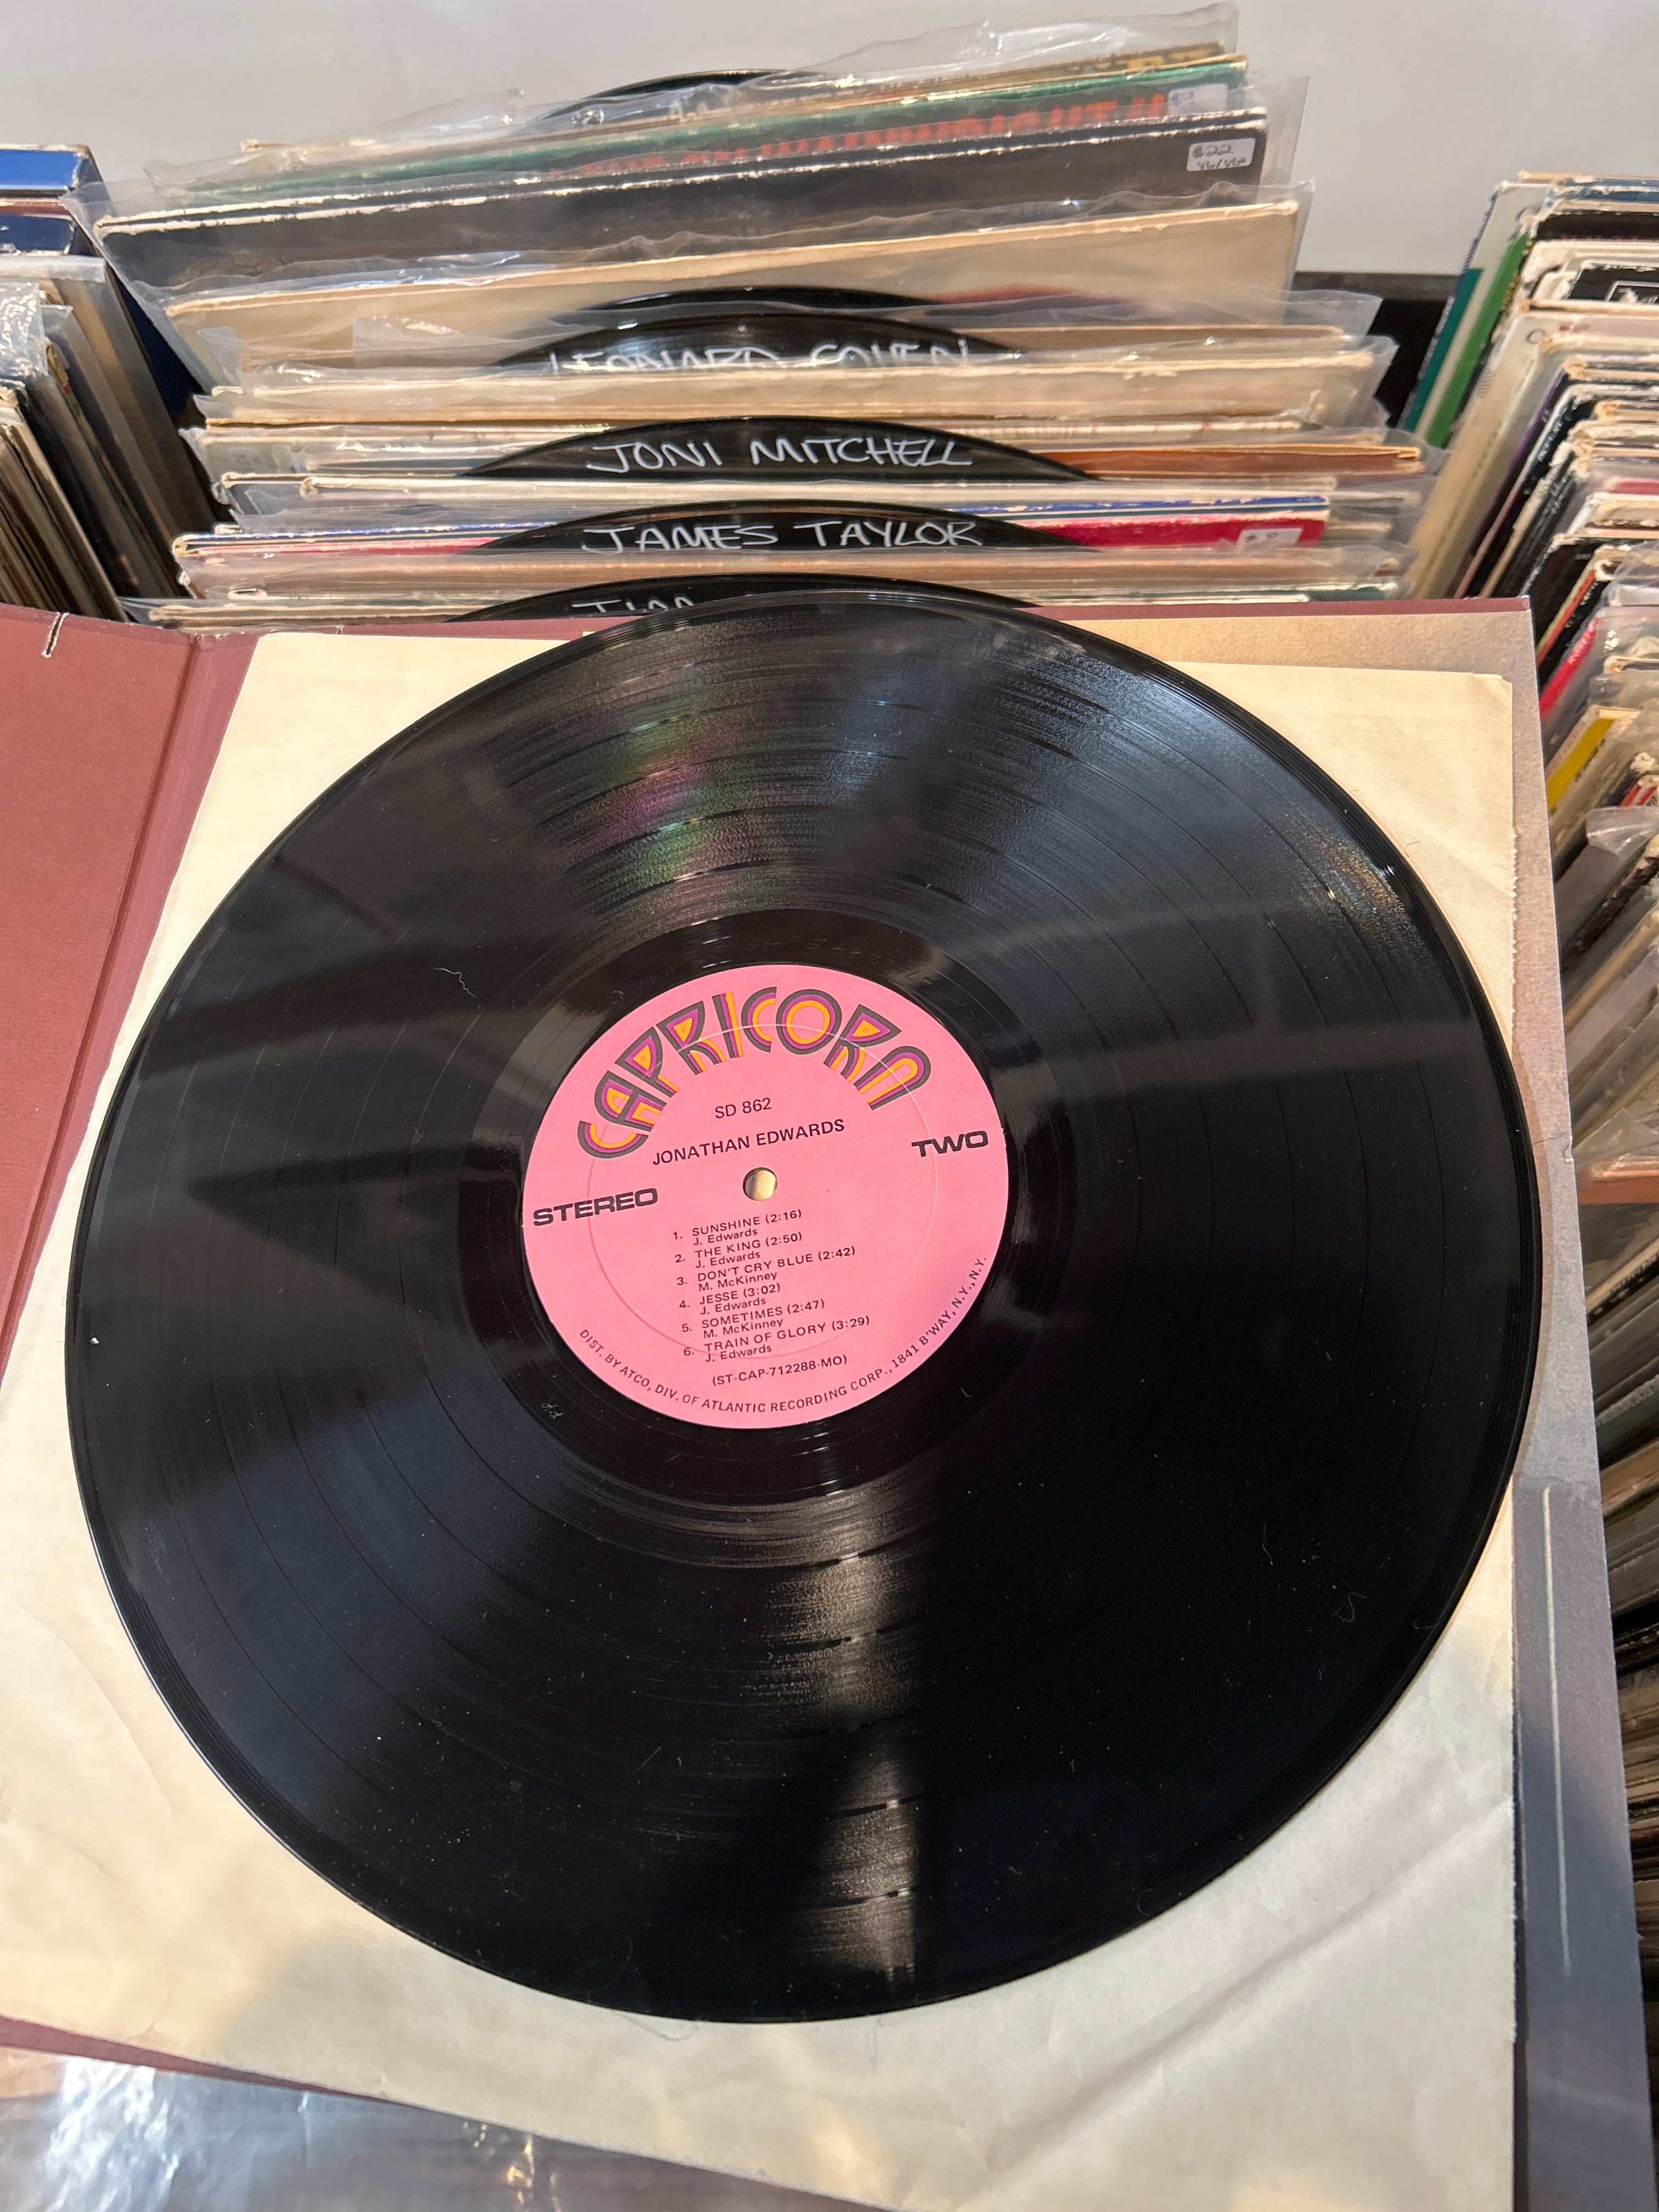 $22
VG/VG+
LEONARD COHEN
JONI MITCHELL
JAMES TAYLOR
CAPRICORN
SD 862
JONATHAN EDWARDS
TWO
STEREO
1. SUNSHINE (2:16)
J. Edwards
2. THE KING (2:50)
J. Edwards
3. DON'T CRY BLUE (2:42)
M. McKinney
4. JESSE (3:02)
J. Edwards
5. SOMETIMES (2:47)
M. McKinney
6. TRAIN OF GLORY (3:29)
J. Edwards
(ST-CAP-712288-MO)
DIST. BY ATCO, DIV. OF ATLANTIC RECORDING CORP., 1841 B'WAY, N.Y., N.Y.